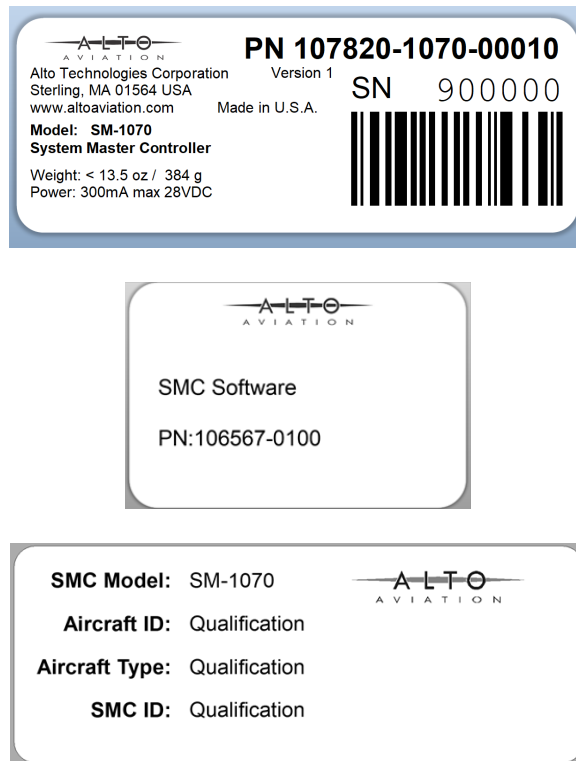 ALTO
AVIATION
PN 107820-1070-00010
Alto Technologies Corporation
Version 1
Sterling, MA 01564 USA
SN 900000
www.altoaviation.com
Made in U.S.A.
Model: SM-1070
System Master Controller
Weight: < 13.5 oz / 384 g
Power: 300mA max 28VDC
ALTO
AVIATION
SMC Software
PN:106567-0100
SMC Model: SM-1070
ALTO
AVIATION
Aircraft ID: Qualification
Aircraft Type: Qualification
SMC ID: Qualification